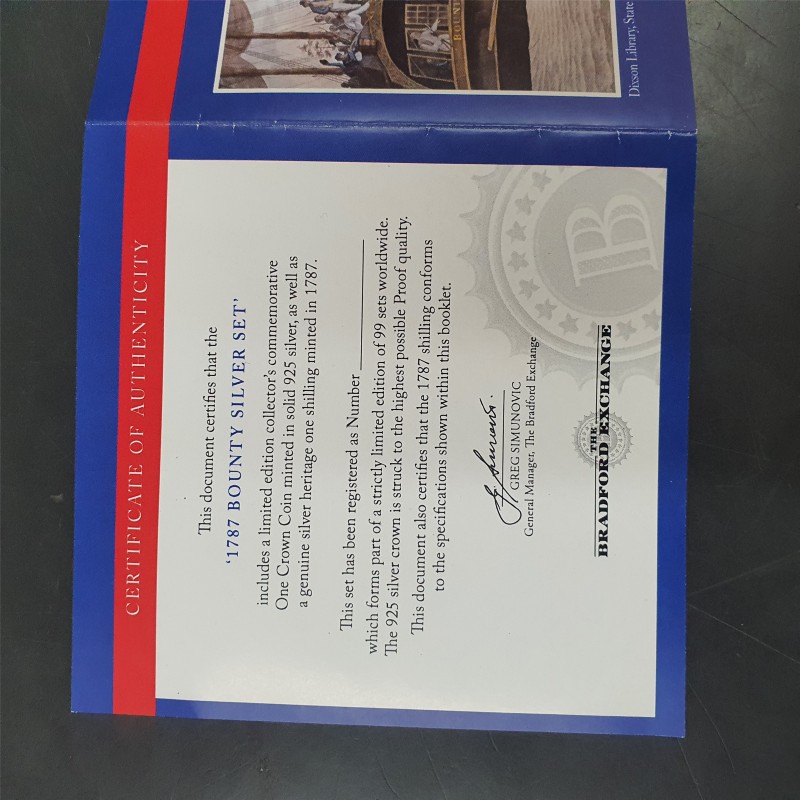 CERTIFICATE OF AUTHENTICITY
This document certifies that the
'1787 BOUNTY SILVER SET'
includes a limited edition collector's commemorative
One Crown Coin minted in solid 925 silver, as well as
a genuine silver heritage one shilling minted in 1787.
This set has been registered as Number
which forms part of a strictly limited edition of 99 sets worldwide.
The 925 silver crown is struck to the highest possible Proof quality.
This document also certifies that the 1787 shilling conforms
to the specifications shown within this booklet.
GREG SIMUNOVIC
General Manager, The Bradford Exchange
THE
BRADFORD EXCHANGE
B
Dixson Library, State